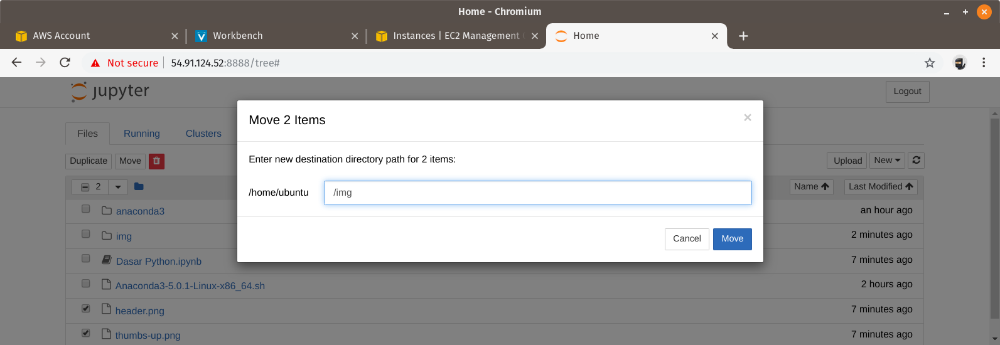 Home - Chromium
AWS Account
Workbench
Instances | EC2 Management
Home
Not secure
54.91.124.52:8888/tree#
jupyter
Logout
Move 2 Items
Files
Running
Clusters
Enter new destination directory path for 2 items:
Duplicate
Move
Upload
New
2
/home/ubuntu
/img
Name
Last Modified
anaconda3
an hour ago
img
2 minutes ago
Cancel
Move
Dasar Python.ipynb
7 minutes ago
Anaconda3-5.0.1-Linux-x86_64.sh
2 hours ago
header.png
7 minutes ago
thumbs-up.png
7 minutes ago